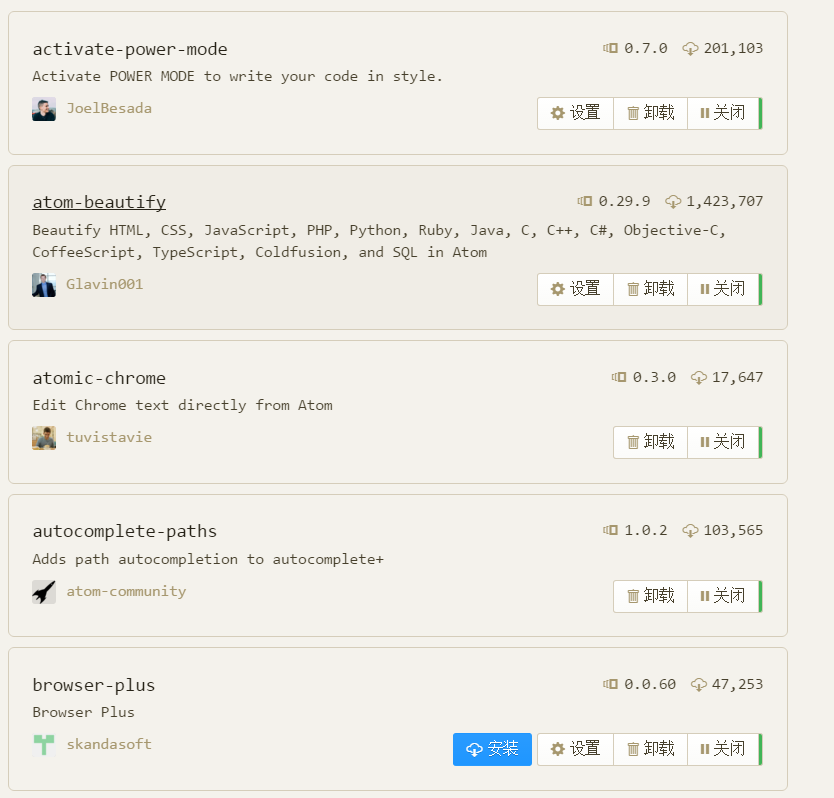 activate-power-mode 0.7.0 201,103
Activate POWER MODE to write your code in style.
JoelBesada 设置 卸载 关闭
atom-beautify 0.29.9 1,423,707
Beautify HTML, CSS, JavaScript, PHP, Python, Ruby, Java, C, C++, C#, Objective-C,
CoffeeScript, TypeScript, Coldfusion, and SQL in Atom
Glavin001 设置 卸载 关闭
atomic-chrome 0.3.0 17,647
Edit Chrome text directly from Atom
tuvistavie 卸载 关闭
autocomplete-paths 1.0.2 103,565
Adds path autocompletion to autocomplete+
atom-community 卸载 关闭
browser-plus 0.0.60 47,253
Browser Plus
skandasoft 安装 设置 卸载 关闭